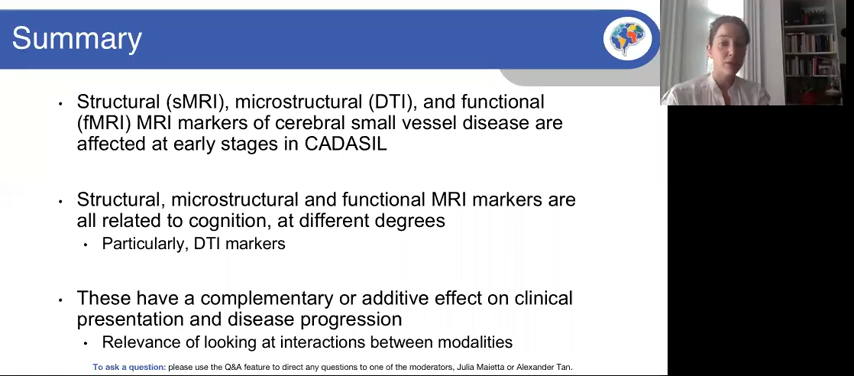 Summary
• Structural (sMRI), microstructural (DTI), and functional
(fMRI) MRI markers of cerebral small vessel disease are
affected at early stages in CADASIL
• Structural, microstructural and functional MRI markers are
all related to cognition, at different degrees
• Particularly, DTI markers
• These have a complementary or additive effect on clinical
presentation and disease progression
• Relevance of looking at interactions between modalities
To ask a question: please use the Q&A feature to direct any questions to one of the moderators, Julia Maietta or Alexander Tan.